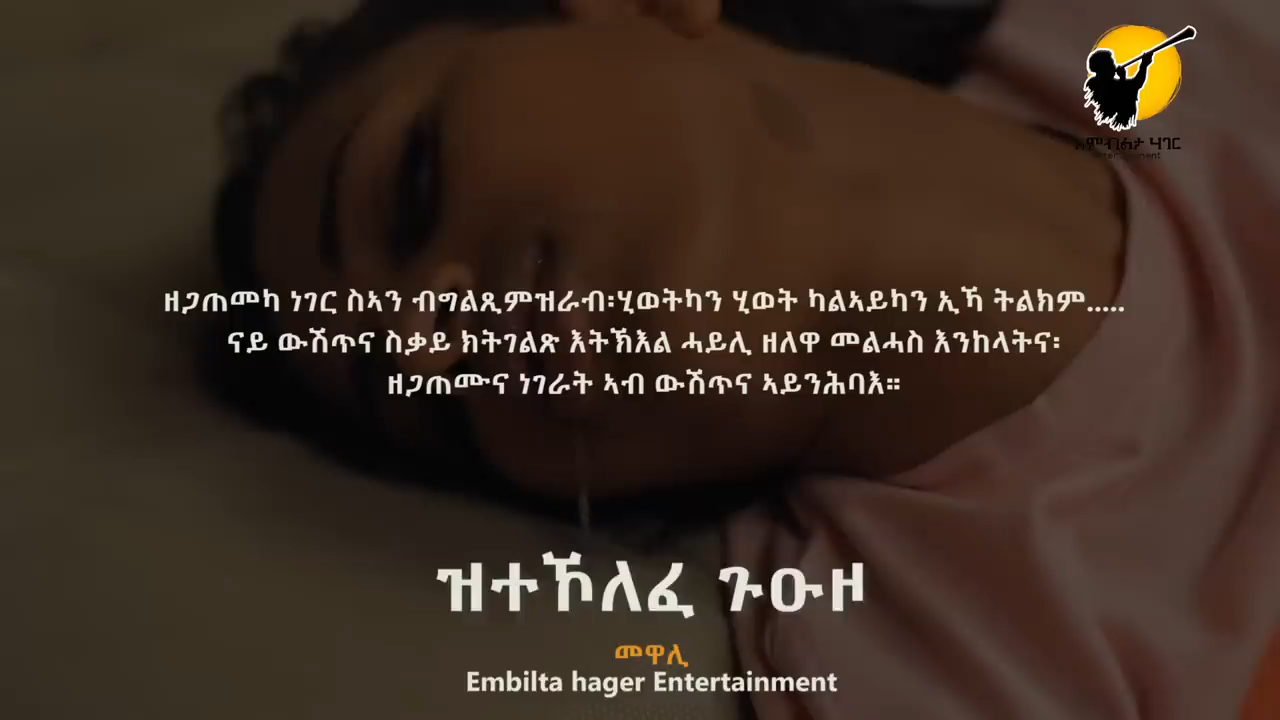 እምብልታ ሃገር
entertainment
ዘጋጠመካ ነገር ስኣን ብግልጺምዝራብ፡ሂወትካን ሂወት ካልኣይካን ኢኻ ትልክም.....
ናይ ውሽጥና ስቃይ ክትገልጽ እትኽእል ሓይሊ ዘለዋ መልሓስ እንከላትና፡
ዘጋጠሙና ነገራት ኣብ ውሽጥና ኣይንሕባእ።
ዝተኾለፈ ጉዑዞ
መዋሊ
Embilta hager Entertainment